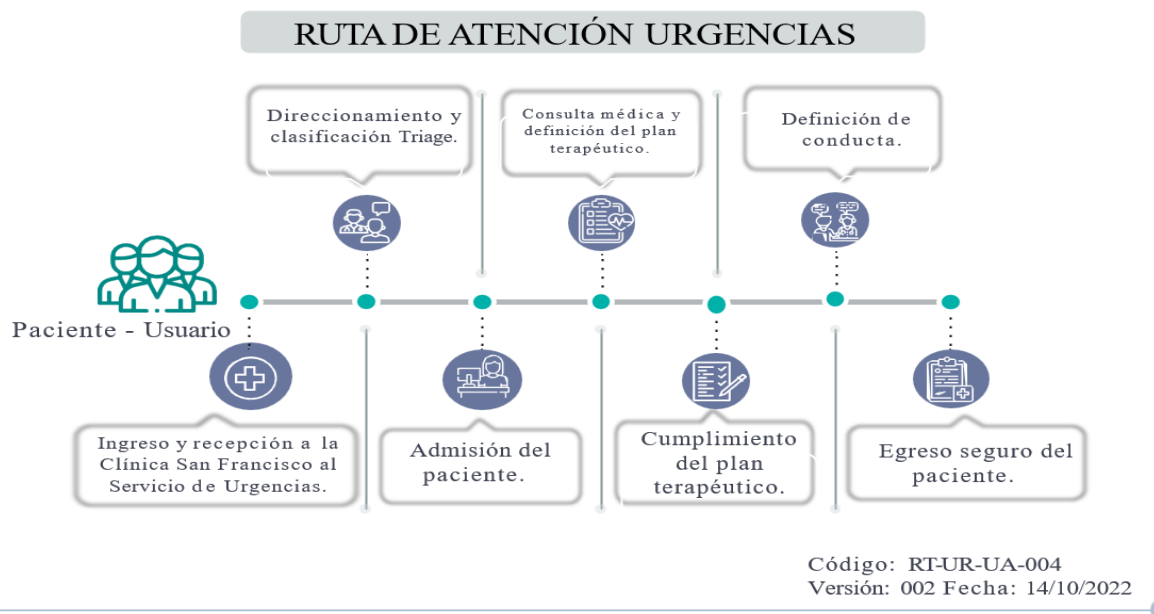 RUTA DE ATENCIÓN URGENCIAS
Direccionamiento y
clasificación Triage.
Consulta médica y
definición del plan
terapéutico.
Definición de
conducta.
Paciente - Usuario
Ingreso y recepción a la
Clínica San Francisco al
Servicio de Urgencias.
Admisión del
paciente.
Cumplimiento
del plan
terapéutico.
Egreso seguro del
paciente.
Código: RT-UR-UA-004
Versión: 002 Fecha: 14/10/2022